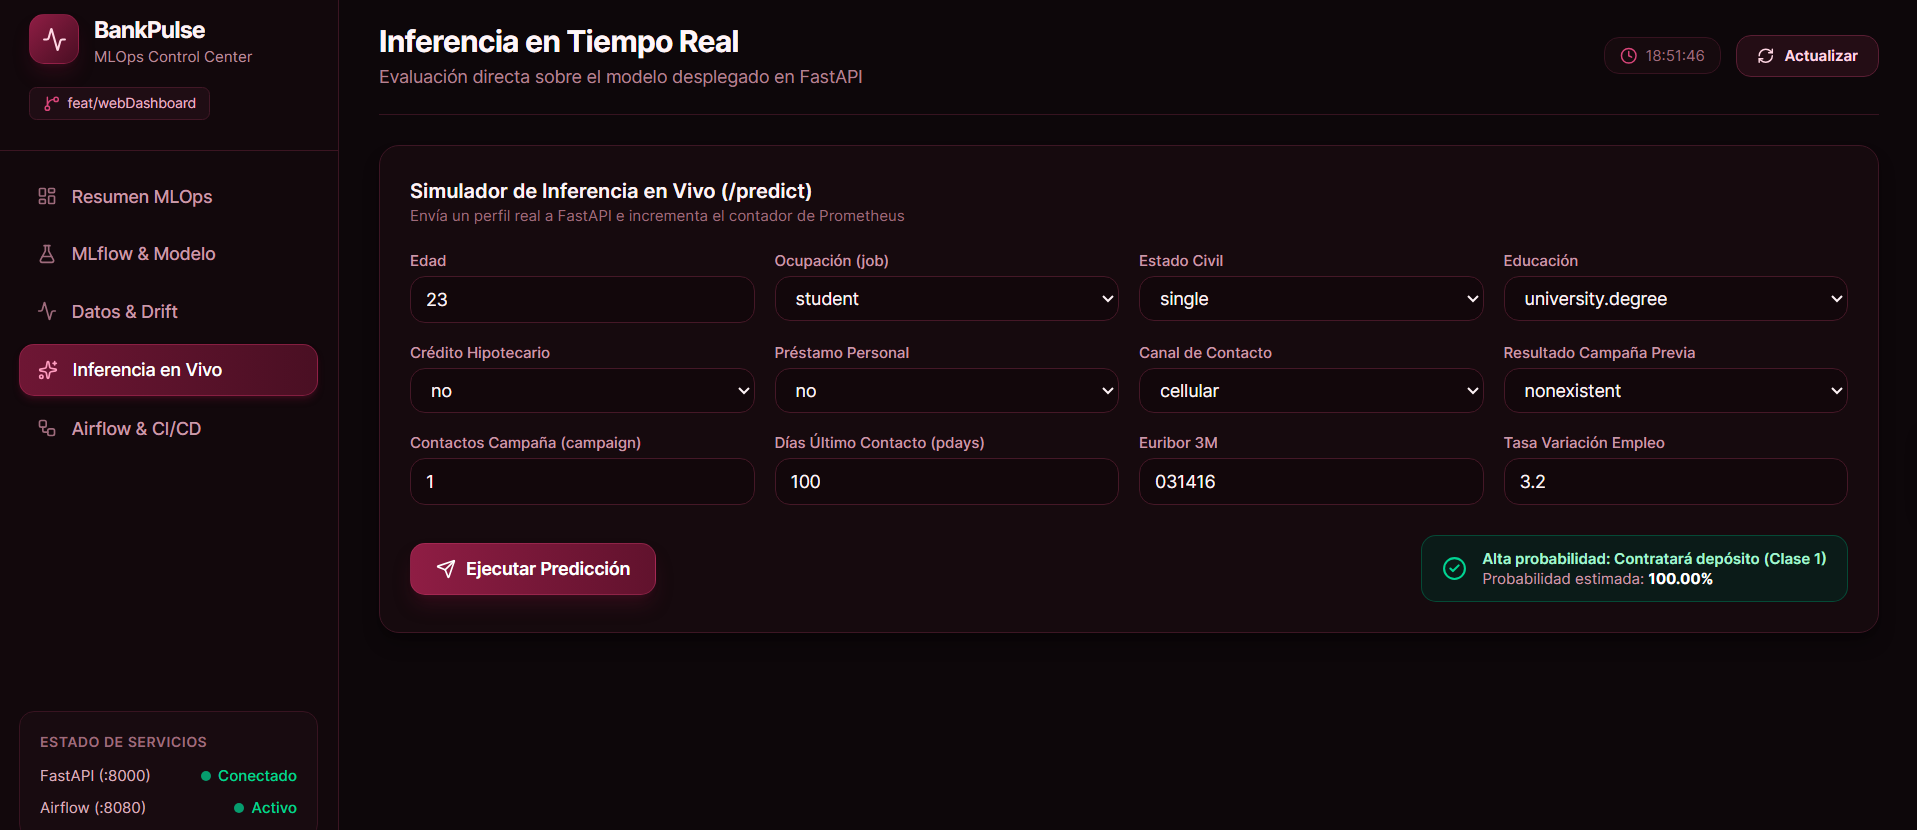 BankPulse
MLOps Control Center
feat/webDashboard
Resumen MLOps
MLflow & Modelo
Datos & Drift
Inferencia en Vivo
Airflow & CI/CD
ESTADO DE SERVICIOS
FastAPI (:8000) Conectado
Airflow (:8080) Activo
Inferencia en Tiempo Real
Evaluación directa sobre el modelo desplegado en FastAPI
18:51:46 Actualizar
Simulador de Inferencia en Vivo (/predict)
Envía un perfil real a FastAPI e incrementa el contador de Prometheus
Edad Ocupación (job) Estado Civil Educación
23 student single university.degree
Crédito Hipotecario Préstamo Personal Canal de Contacto Resultado Campaña Previa
no no cellular nonexistent
Contactos Campaña (campaign) Días Último Contacto (pdays) Euribor 3M Tasa Variación Empleo
1 100 031416 3.2
Ejecutar Predicción
Alta probabilidad: Contratará depósito (Clase 1)
Probabilidad estimada: 100.00%